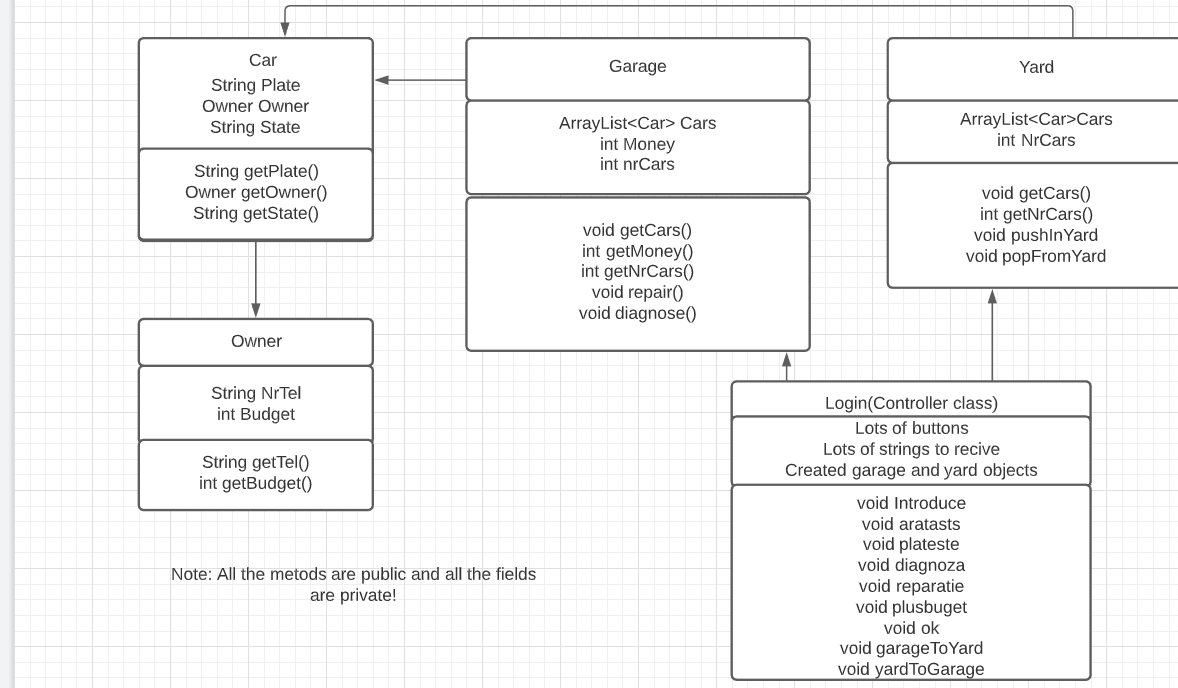 Car
String Plate
Owner Owner
String State
String getPlate()
Owner getOwner()
String getState()
Garage
ArrayList<Car> Cars
int Money
int nrCars
void getCars()
int getMoney()
int getNrCars()
void repair()
void diagnose()
Yard
ArrayList<Car>Cars
int NrCars
void getCars()
int getNrCars()
void pushInYard
void popFromYard
Owner
String NrTel
int Budget
String getTel()
int getBudget()
Login(Controller class)
Lots of buttons
Lots of strings to recive
Created garage and yard objects
void Introduce
void aratasts
void plateste
void diagnoza
void reparatie
void plusbuget
void ok
void garageToYard
void yardToGarage
Note: All the metods are public and all the fields
are private!